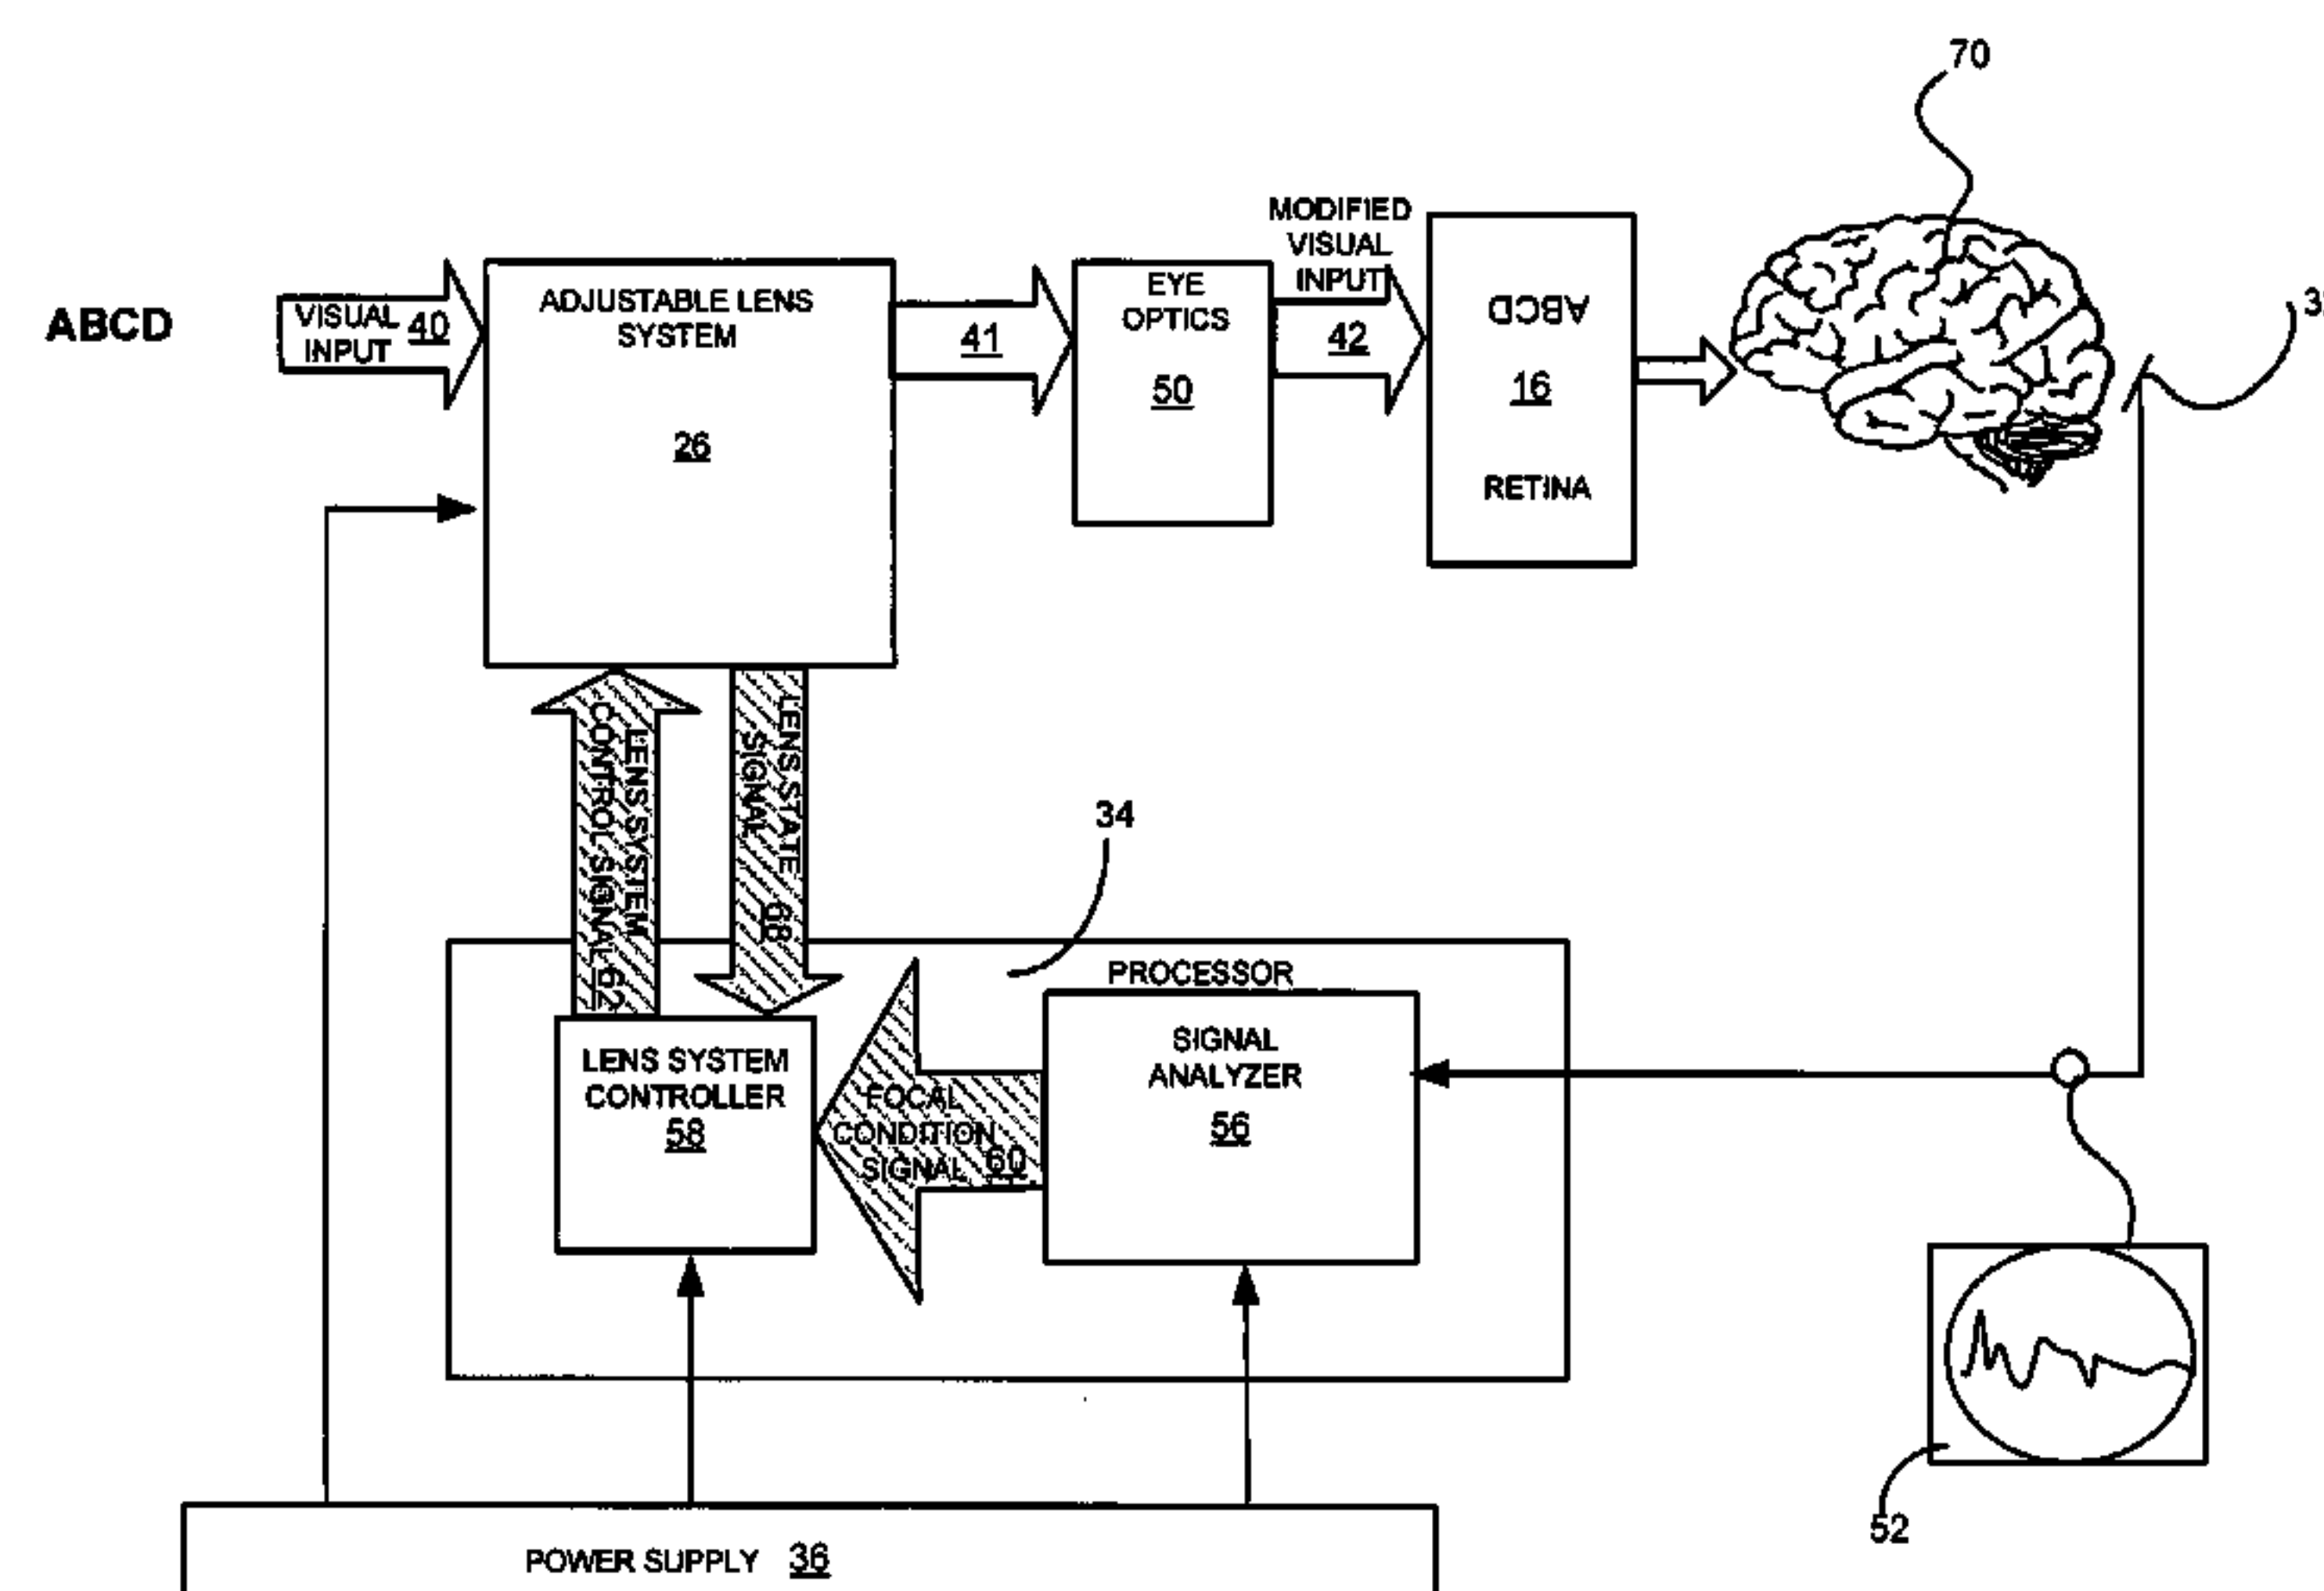 70
MODIFIED
VISUAL
INPUT
ABCD
VISUAL 40
INPUT
ADJUSTABLE LENS
SYSTEM
26
41
EYE
OPTICS
50
42
ABCD
16
RETINA
3
LENS SYSTEM
CONTROL SIGNAL 62
LENS STATE 68
SIGNAL
34
PROCESSOR
LENS SYSTEM
CONTROLLER
58
FOCAL
CONDITION
SIGNAL 60
SIGNAL
ANALYZER
56
52
POWER SUPPLY 36